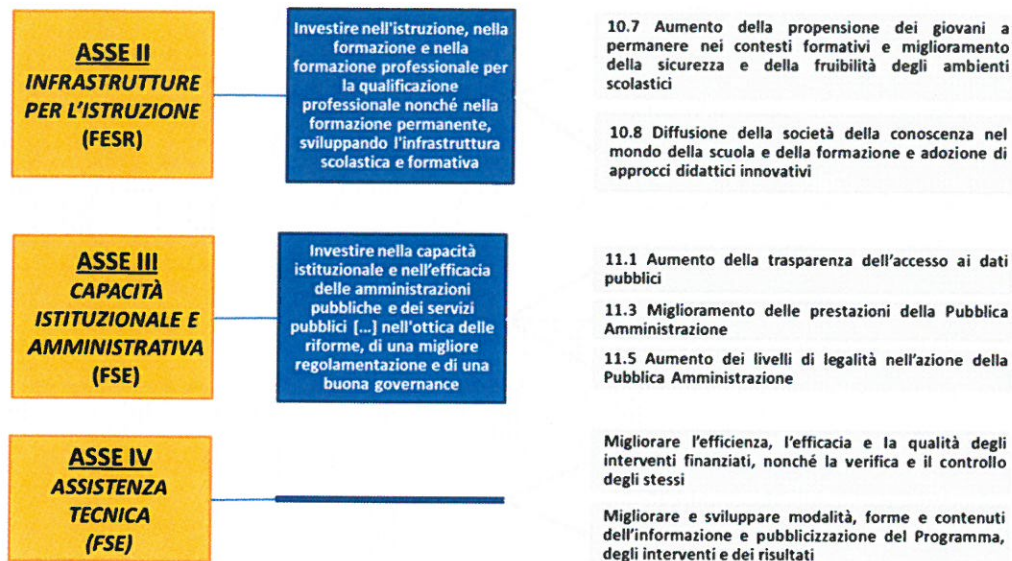 ASSE II
INFRASTRUTTURE
PER L'ISTRUZIONE
(FESR)
Investire nell'istruzione, nella
formazione e nella
formazione professionale per
la qualificazione
professionale nonché nella
formazione permanente,
sviluppando l'infrastruttura
scolastica e formativa
10.7 Aumento della propensione dei giovani a
permanere nei contesti formativi e miglioramento
della sicurezza e della fruibilità degli ambienti
scolastici
10.8 Diffusione della società della conoscenza nel
mondo della scuola e della formazione e adozione di
approcci didattici innovativi
ASSE III
CAPACITÀ
ISTITUZIONALE E
AMMINISTRATIVA
(FSE)
Investire nella capacità
istituzionale e nell'efficacia
delle amministrazioni
pubbliche e dei servizi
pubblici [...] nell'ottica delle
riforme, di una migliore
regolamentazione e di una
buona governance
11.1 Aumento della trasparenza dell'accesso ai dati
pubblici
11.3 Miglioramento delle prestazioni della Pubblica
Amministrazione
11.5 Aumento dei livelli di legalità nell'azione della
Pubblica Amministrazione
ASSE IV
ASSISTENZA
TECNICA
(FSE)
Migliorare l'efficienza, l'efficacia e la qualità degli
interventi finanziati, nonché la verifica e il controllo
degli stessi
Migliorare e sviluppare modalità, forme e contenuti
dell'informazione e pubblicizzazione del Programma,
degli interventi e dei risultati